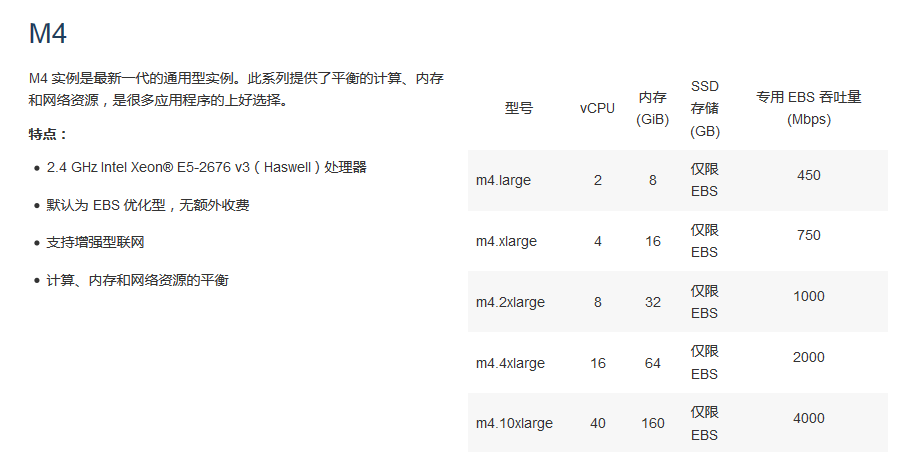 M4
M4 实例是最新一代的通用型实例。此系列提供了平衡的计算、内存
和网络资源，是很多应用程序的上好选择。
特点：
• 2.4 GHz Intel Xeon® E5-2676 v3（Haswell）处理器
• 默认为 EBS 优化型，无额外收费
• 支持增强型联网
• 计算、内存和网络资源的平衡
型号 vCPU 内存 (GiB) SSD 存储 (GB) 专用 EBS 吞吐量 (Mbps)
m4.large 2 8 仅限 EBS 450
m4.xlarge 4 16 仅限 EBS 750
m4.2xlarge 8 32 仅限 EBS 1000
m4.4xlarge 16 64 仅限 EBS 2000
m4.10xlarge 40 160 仅限 EBS 4000